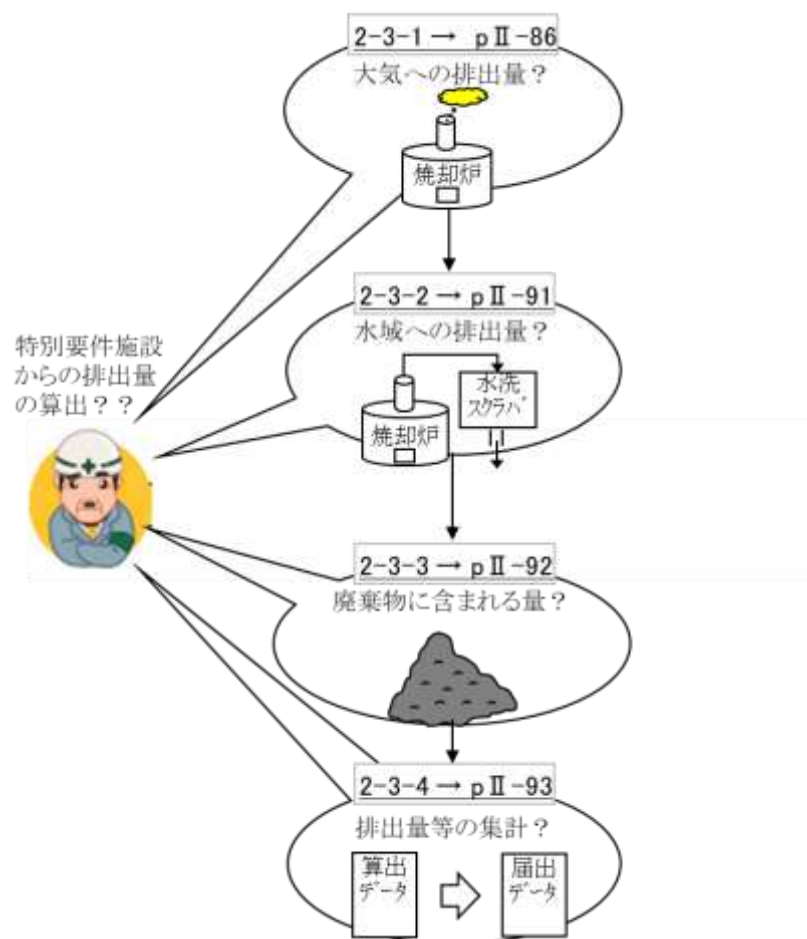 2-3-1 → pⅡ-86
大気への排出量？
焼却炉
2-3-2 → pⅡ-91
水域への排出量？
特別要件施設
からの排出量
の算出？？
水洗
スクラバ
焼却炉
2-3-3 → pⅡ-92
廃棄物に含まれる量？
2-3-4 → pⅡ-93
排出量等の集計？
算出
データ
届出
データ